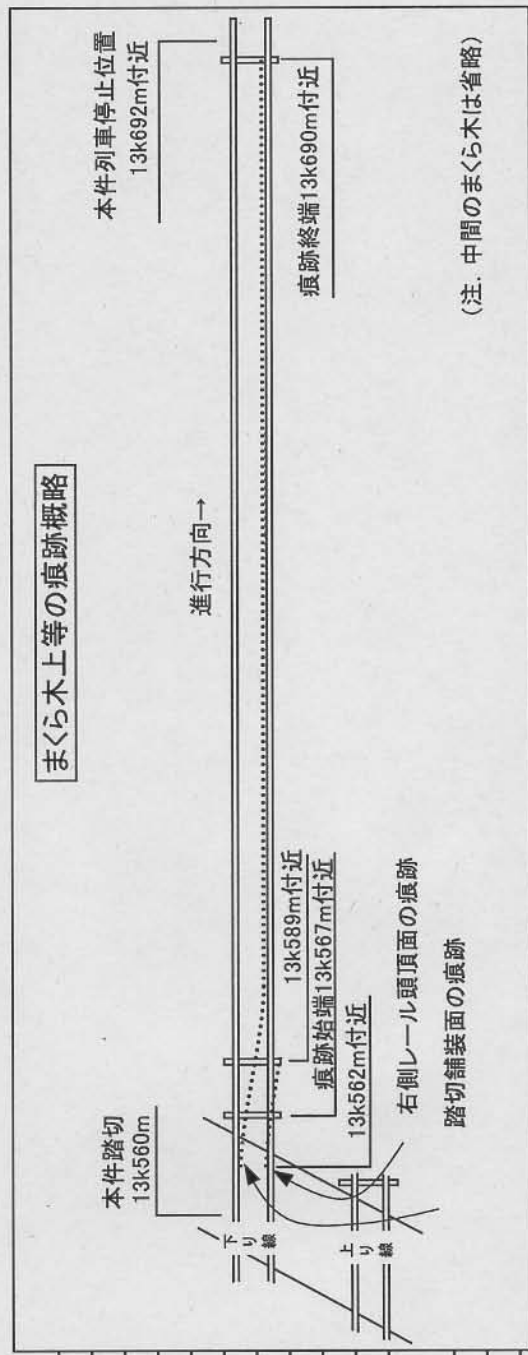 まくら木上等の痕跡概略
本件踏切
13k560m
進行方向→
本件列車停止位置
13k692m付近
下り線
上り線
13k589m付近
痕跡始端13k567m付近
13k562m付近
右側レール頭頂面の痕跡
踏切舗装面の痕跡
痕跡終端13k690m付近
(注. 中間のまくら木は省略)